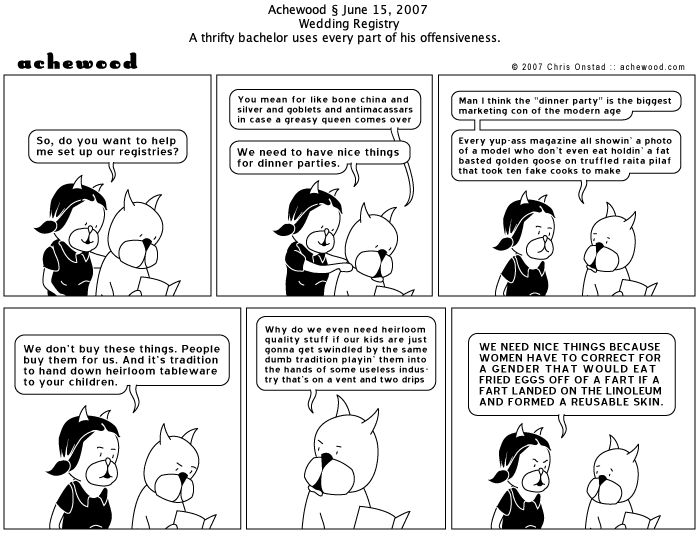 Achewood § June 15, 2007
Wedding Registry
A thrifty bachelor uses every part of his offensiveness.
achewood
© 2007 Chris Onstad :: achewood.com
So, do you want to help
me set up our registries?
You mean for like bone china and
silver and goblets and antimacassars
in case a greasy queen comes over
We need to have nice things
for dinner parties.
Man I think the "dinner party" is the biggest
marketing con of the modern age
Every yup-ass magazine all showin' a photo
of a model who don't even eat holdin' a fat
basted golden goose on truffled raita pilaf
that took ten fake cooks to make
We don't buy these things. People
buy them for us. And it's tradition
to hand down heirloom tableware
to your children.
Why do we even need heirloom
quality stuff if our kids are just
gonna get swindled by the same
dumb tradition playin' them into
the hands of some useless indus-
try that's on a vent and two drips
WE NEED NICE THINGS BECAUSE
WOMEN HAVE TO CORRECT FOR
A GENDER THAT WOULD EAT
FRIED EGGS OFF OF A FART IF A
FART LANDED ON THE LINOLEUM
AND FORMED A REUSABLE SKIN.